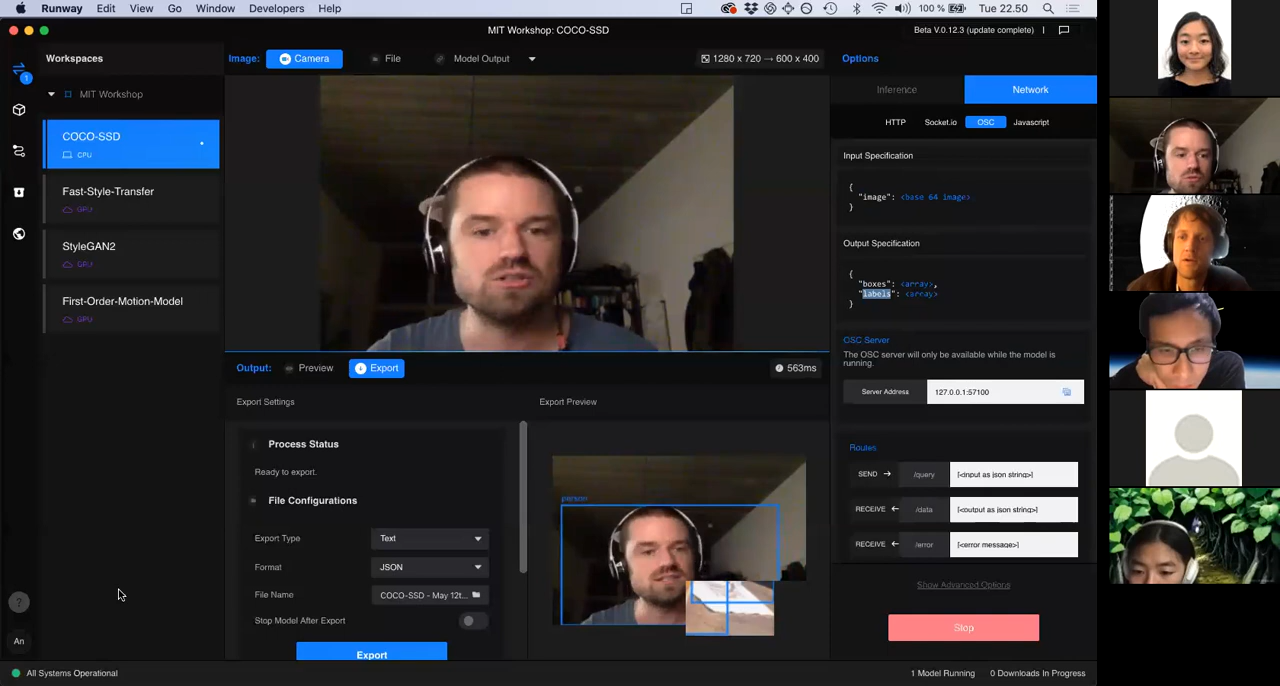 Runway Edit View Go Window Developers Help
100 % Tue 22.50
MIT Workshop: COCO-SSD
Beta V.0.12.3 (update complete)
Workspaces
MIT Workshop
COCO-SSD
CPU
Fast-Style-Transfer
GPU
StyleGAN2
GPU
First-Order-Motion-Model
GPU
1
?
An
All Systems Operational
Image: Camera File Model Output
1280 x 720 → 600 x 400
Output: Preview Export
563ms
Export Settings
Export Preview
Process Status
Ready to export.
File Configurations
Export Type Text
Format JSON
File Name COCO-SSD - May 12t...
Stop Model After Export
Export
person
Options
Inference Network
HTTP Socket.io OSC Javascript
Input Specification
{
"image": <base 64 image>
}
Output Specification
{
"boxes": <array>,
"labels": <array>
}
OSC Server
The OSC server will only be available while the model is
running.
Server Address 127.0.0.1:57100
Routes
SEND → /query [<input as json string>]
RECEIVE ← /data [<output as json string>]
RECEIVE ← /error [<error message>]
Show Advanced Options
Stop
1 Model Running 0 Downloads In Progress